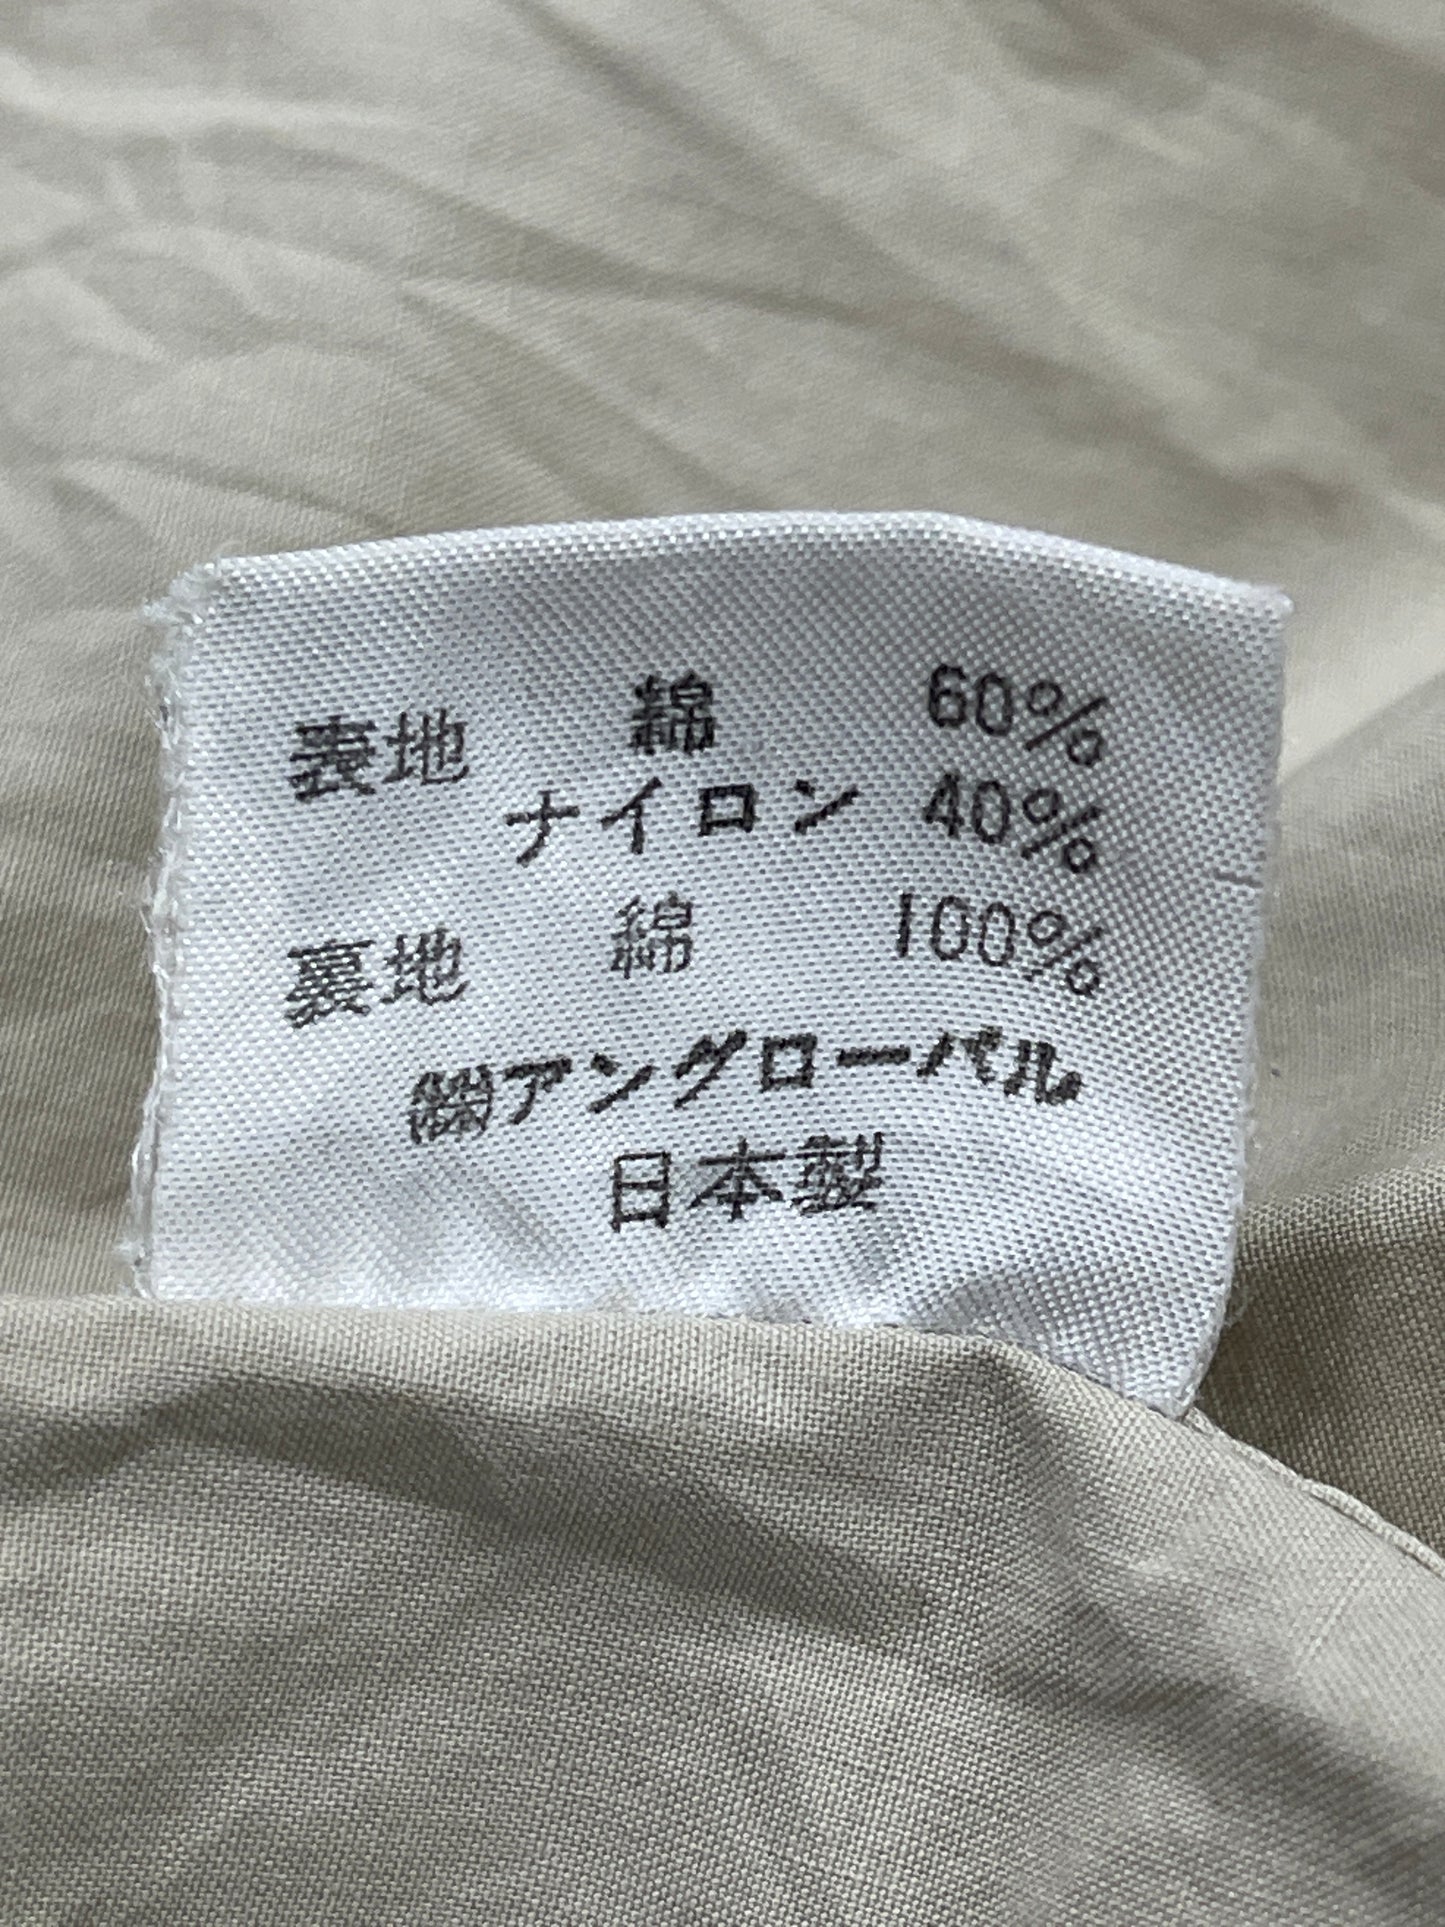 表地 綿 60%
ナイロン 40%
裏地 綿 100%
㈱アングローバル
日本製